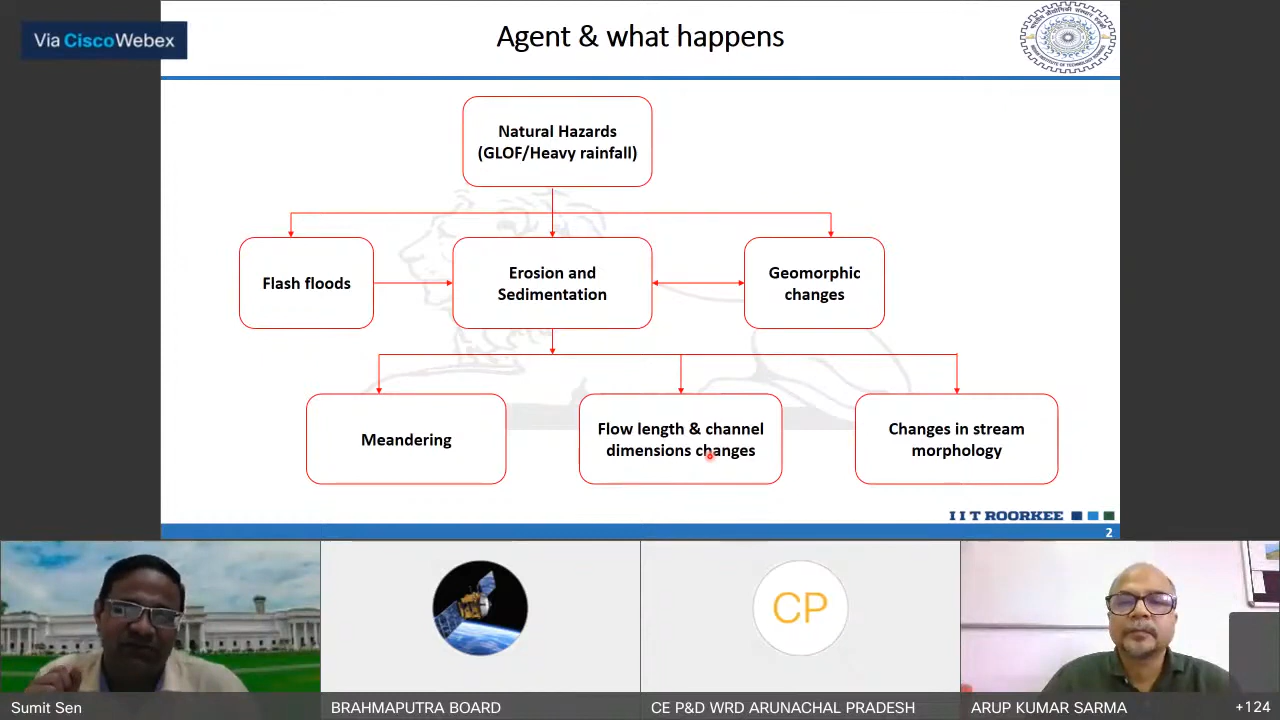 Via Cisco Webex
Agent & what happens
Natural Hazards
(GLOF/Heavy rainfall)
Flash floods
Erosion and
Sedimentation
Geomorphic
changes
Meandering
Flow length & channel
dimensions changes
Changes in stream
morphology
I I T ROORKEE
2
CP
Sumit Sen
BRAHMAPUTRA BOARD
CE P&D WRD ARUNACHAL PRADESH
ARUP KUMAR SARMA
+124